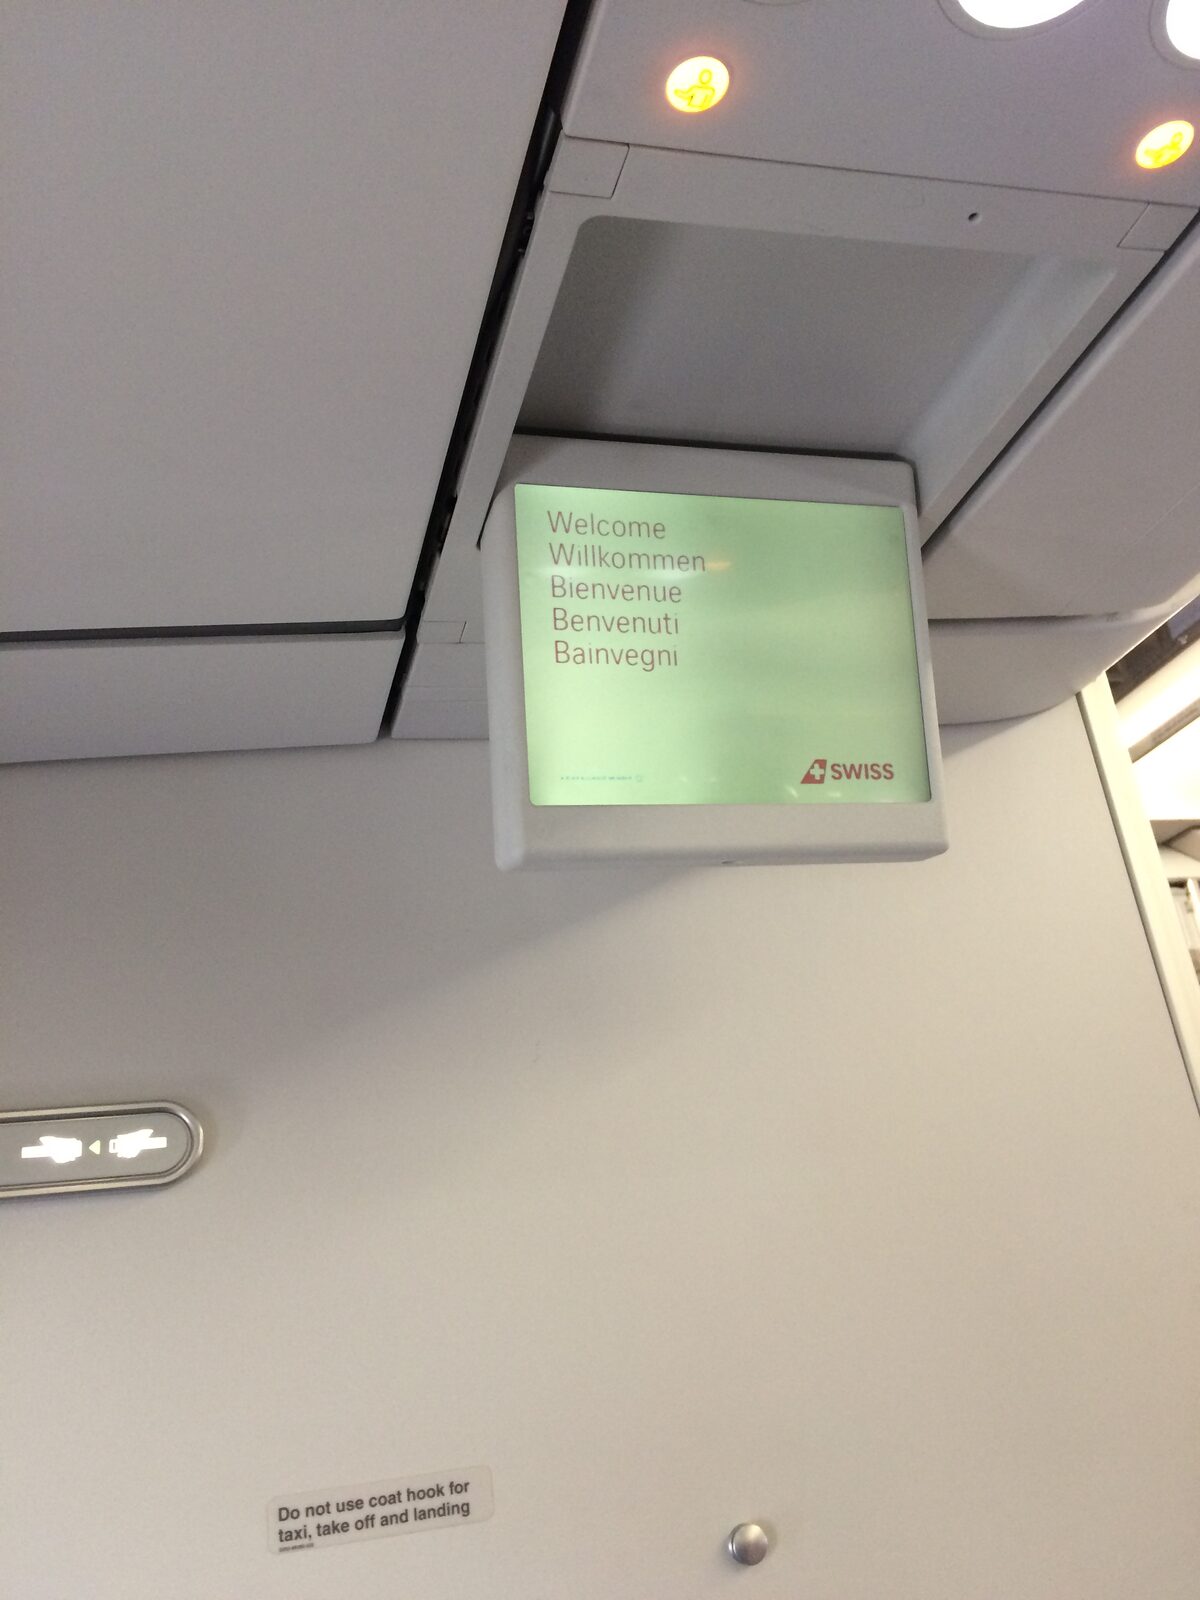 Welcome
Willkommen
Bienvenue
Benvenuti
Bainvegni
SWISS
Do not use coat hook for
taxi, take off and landing